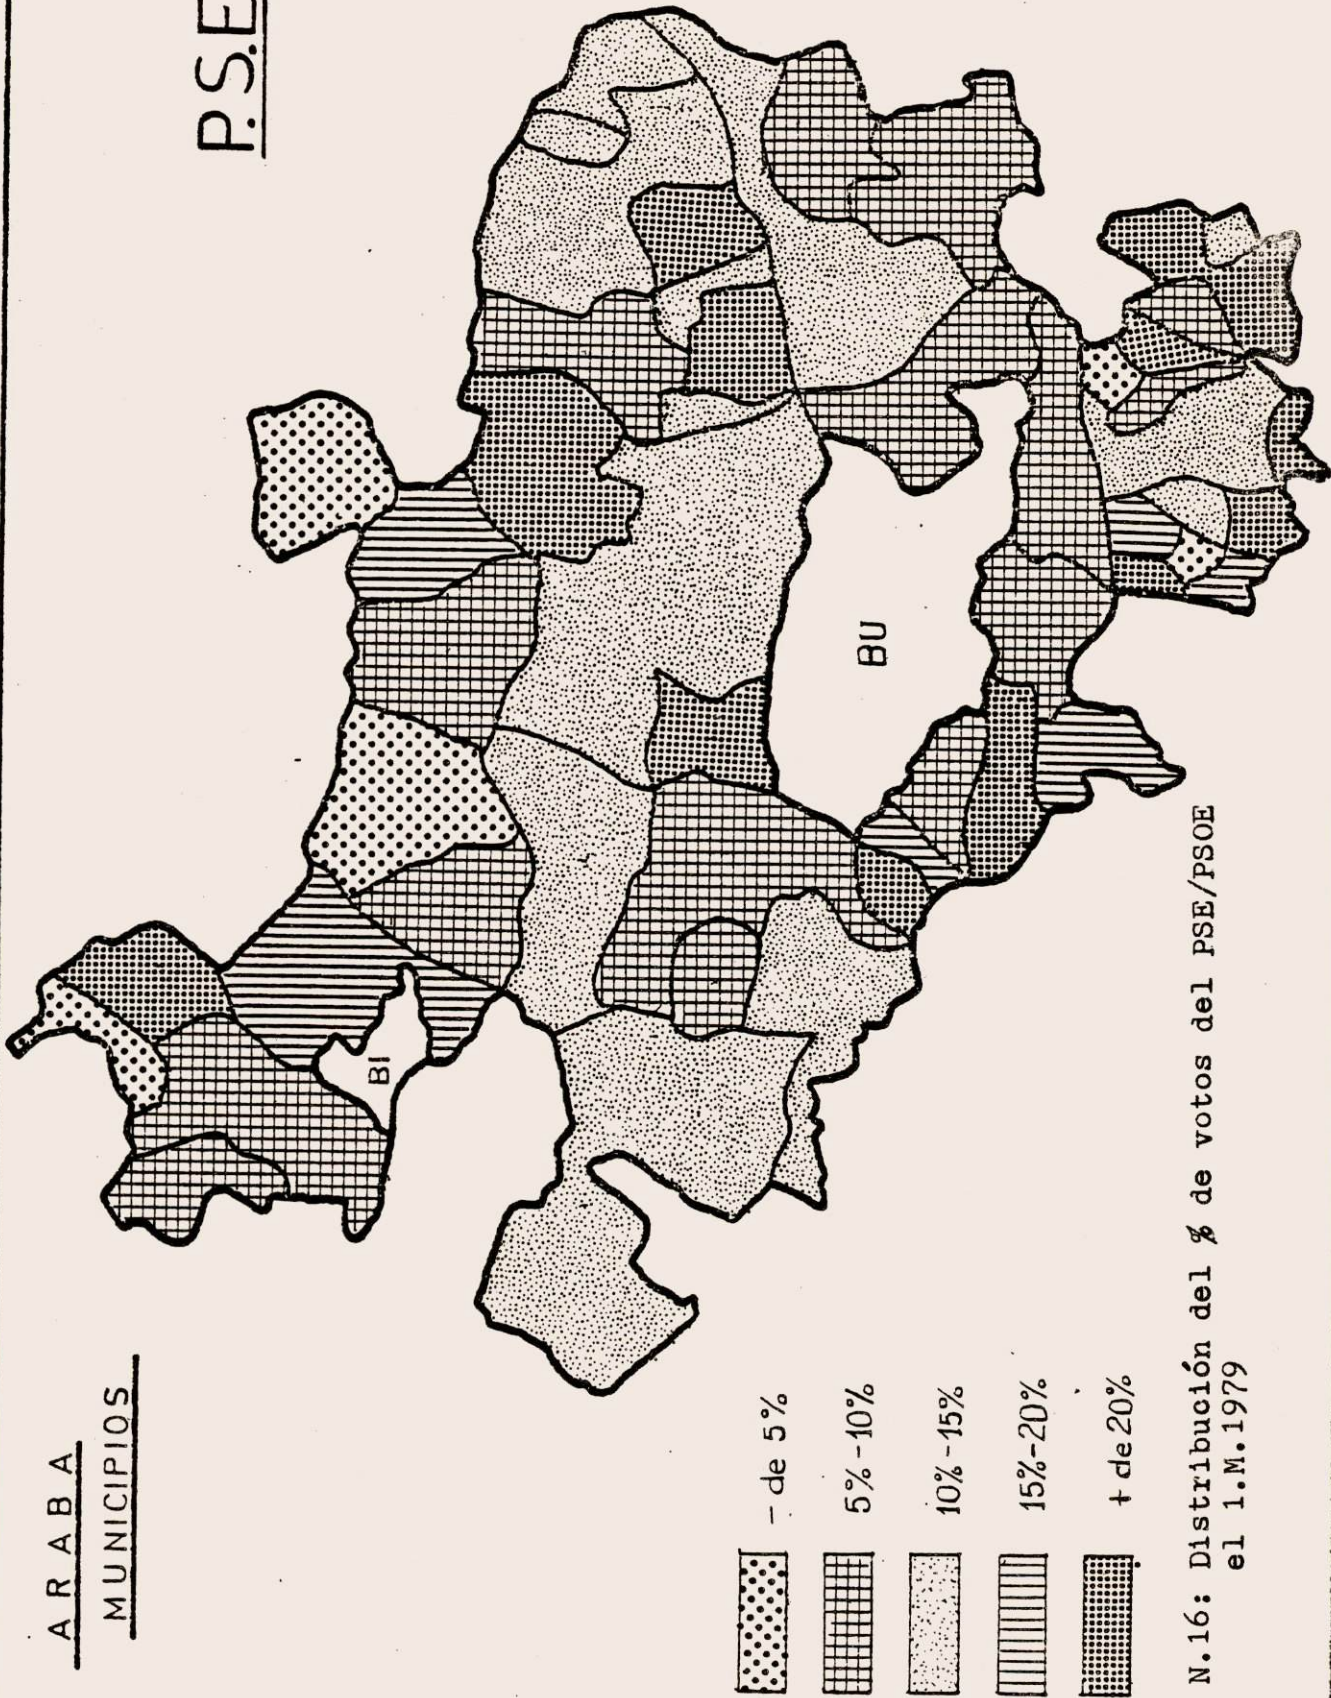 A R A B A
MUNICIPIOS
P.S.E
BI
BU
- de 5%
5%-10%
10%-15%
15%-20%
+ de 20%
N.16: Distribución del % de votos del PSE/PSOE
el 1.M.1979